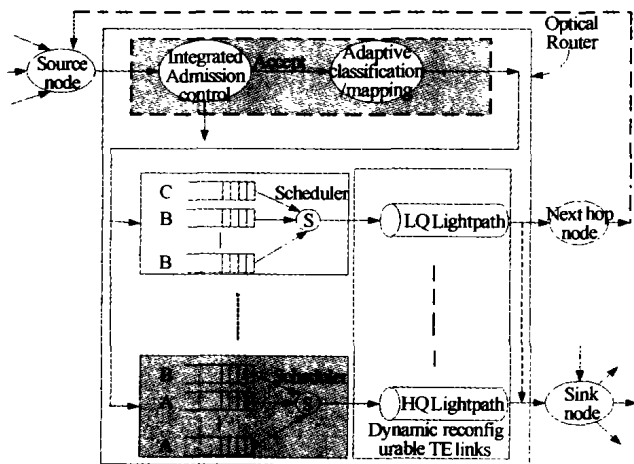 Optical
Router
Source
node
Integrated
Admission
control
Accept
Adaptive
classification
/mapping
C
B
B
Scheduler
S
LQ Lightpath
Next hop
node
B
A
A
Scheduler
S
HQ Lightpath
Dynamic reconfig
urable TE links
Sink
node